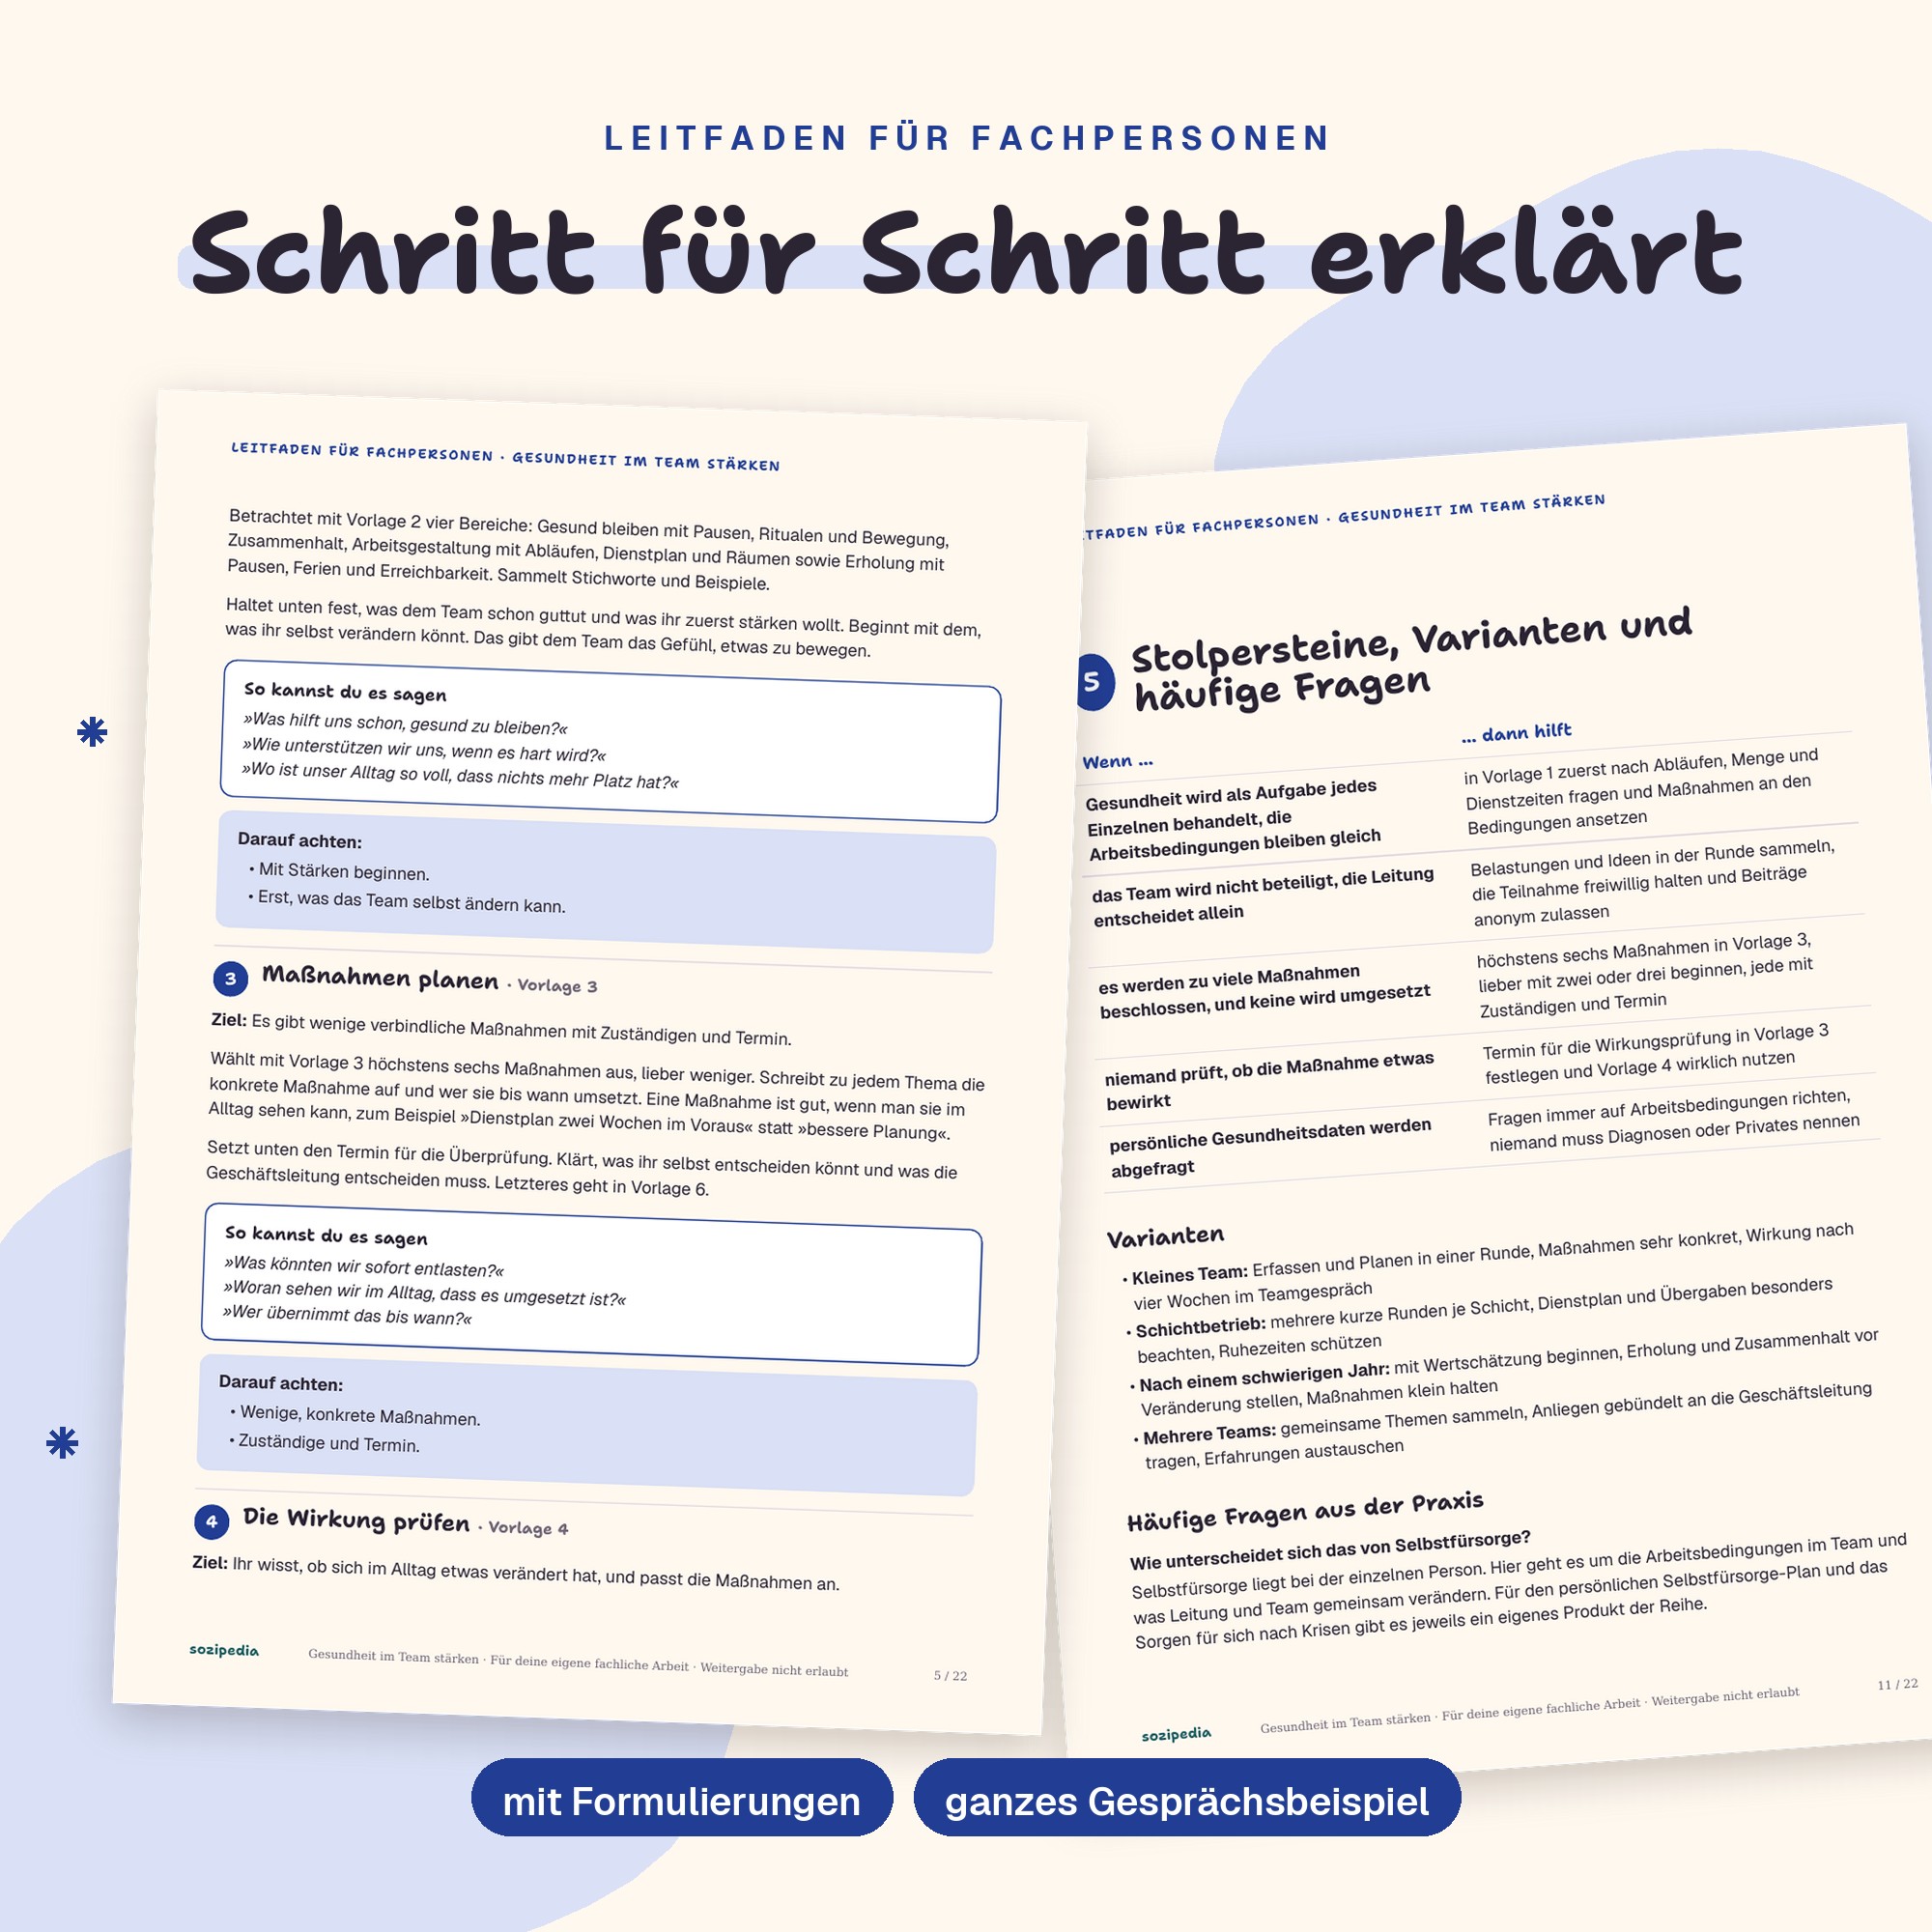 LEITFADEN FÜR FACHPERSONEN
Schritt für Schritt erklärt
LEITFADEN FÜR FACHPERSONEN · GESUNDHEIT IM TEAM STÄRKEN
Betrachtet mit Vorlage 2 vier Bereiche: Gesund bleiben mit Pausen, Ritualen und Bewegung,
Zusammenhalt, Arbeitsgestaltung mit Abläufen, Dienstplan und Räumen sowie Erholung mit
Pausen, Ferien und Erreichbarkeit. Sammelt Stichworte und Beispiele.
Haltet unten fest, was dem Team schon guttut und was ihr zuerst stärken wollt. Beginnt mit dem,
was ihr selbst verändern könnt. Das gibt dem Team das Gefühl, etwas zu bewegen.
So kannst du es sagen
»Was hilft uns schon, gesund zu bleiben?«
»Wie unterstützen wir uns, wenn es hart wird?«
»Wo ist unser Alltag so voll, dass nichts mehr Platz hat?«
Darauf achten:
• Mit Stärken beginnen.
• Erst, was das Team selbst ändern kann.
3 Maßnahmen planen · Vorlage 3
Ziel: Es gibt wenige verbindliche Maßnahmen mit Zuständigen und Termin.
Wählt mit Vorlage 3 höchstens sechs Maßnahmen aus, lieber weniger. Schreibt zu jedem Thema die
konkrete Maßnahme auf und wer sie bis wann umsetzt. Eine Maßnahme ist gut, wenn man sie im
Alltag sehen kann, zum Beispiel »Dienstplan zwei Wochen im Voraus« statt »bessere Planung«.
Setzt unten den Termin für die Überprüfung. Klärt, was ihr selbst entscheiden könnt und was die
Geschäftsleitung entscheiden muss. Letzteres geht in Vorlage 6.
So kannst du es sagen
»Was könnten wir sofort entlasten?«
»Woran sehen wir im Alltag, dass es umgesetzt ist?«
»Wer übernimmt das bis wann?«
Darauf achten:
• Wenige, konkrete Maßnahmen.
• Zuständige und Termin.
4 Die Wirkung prüfen · Vorlage 4
Ziel: Ihr wisst, ob sich im Alltag etwas verändert hat, und passt die Maßnahmen an.
sozipedia Gesundheit im Team stärken · Für deine eigene fachliche Arbeit · Weitergabe nicht erlaubt 5 / 22
TFADEN FÜR FACHPERSONEN · GESUNDHEIT IM TEAM STÄRKEN
5 Stolpersteine, Varianten und
häufige Fragen
Wenn ... ... dann hilft
Gesundheit wird als Aufgabe jedes
Einzelnen behandelt, die
Arbeitsbedingungen bleiben gleich
in Vorlage 1 zuerst nach Abläufen, Menge und
Dienstzeiten fragen und Maßnahmen an den
Bedingungen ansetzen
das Team wird nicht beteiligt, die Leitung
entscheidet allein
Belastungen und Ideen in der Runde sammeln,
die Teilnahme freiwillig halten und Beiträge
anonym zulassen
es werden zu viele Maßnahmen
beschlossen, und keine wird umgesetzt
höchstens sechs Maßnahmen in Vorlage 3,
lieber mit zwei oder drei beginnen, jede mit
Zuständigen und Termin
niemand prüft, ob die Maßnahme etwas
bewirkt
Termin für die Wirkungsprüfung in Vorlage 3
festlegen und Vorlage 4 wirklich nutzen
persönliche Gesundheitsdaten werden
abgefragt
Fragen immer auf Arbeitsbedingungen richten,
niemand muss Diagnosen oder Privates nennen
Varianten
• Kleines Team: Erfassen und Planen in einer Runde, Maßnahmen sehr konkret, Wirkung nach
vier Wochen im Teamgespräch
• Schichtbetrieb: mehrere kurze Runden je Schicht, Dienstplan und Übergaben besonders
beachten, Ruhezeiten schützen
• Nach einem schwierigen Jahr: mit Wertschätzung beginnen, Erholung und Zusammenhalt vor
Veränderung stellen, Maßnahmen klein halten
• Mehrere Teams: gemeinsame Themen sammeln, Anliegen gebündelt an die Geschäftsleitung
tragen, Erfahrungen austauschen
Häufige Fragen aus der Praxis
Wie unterscheidet sich das von Selbstfürsorge?
Selbstfürsorge liegt bei der einzelnen Person. Hier geht es um die Arbeitsbedingungen im Team und
was Leitung und Team gemeinsam verändern. Für den persönlichen Selbstfürsorge-Plan und das
Sorgen für sich nach Krisen gibt es jeweils ein eigenes Produkt der Reihe.
sozipedia Gesundheit im Team stärken · Für deine eigene fachliche Arbeit · Weitergabe nicht erlaubt 11 / 22
mit Formulierungen
ganzes Gesprächsbeispiel